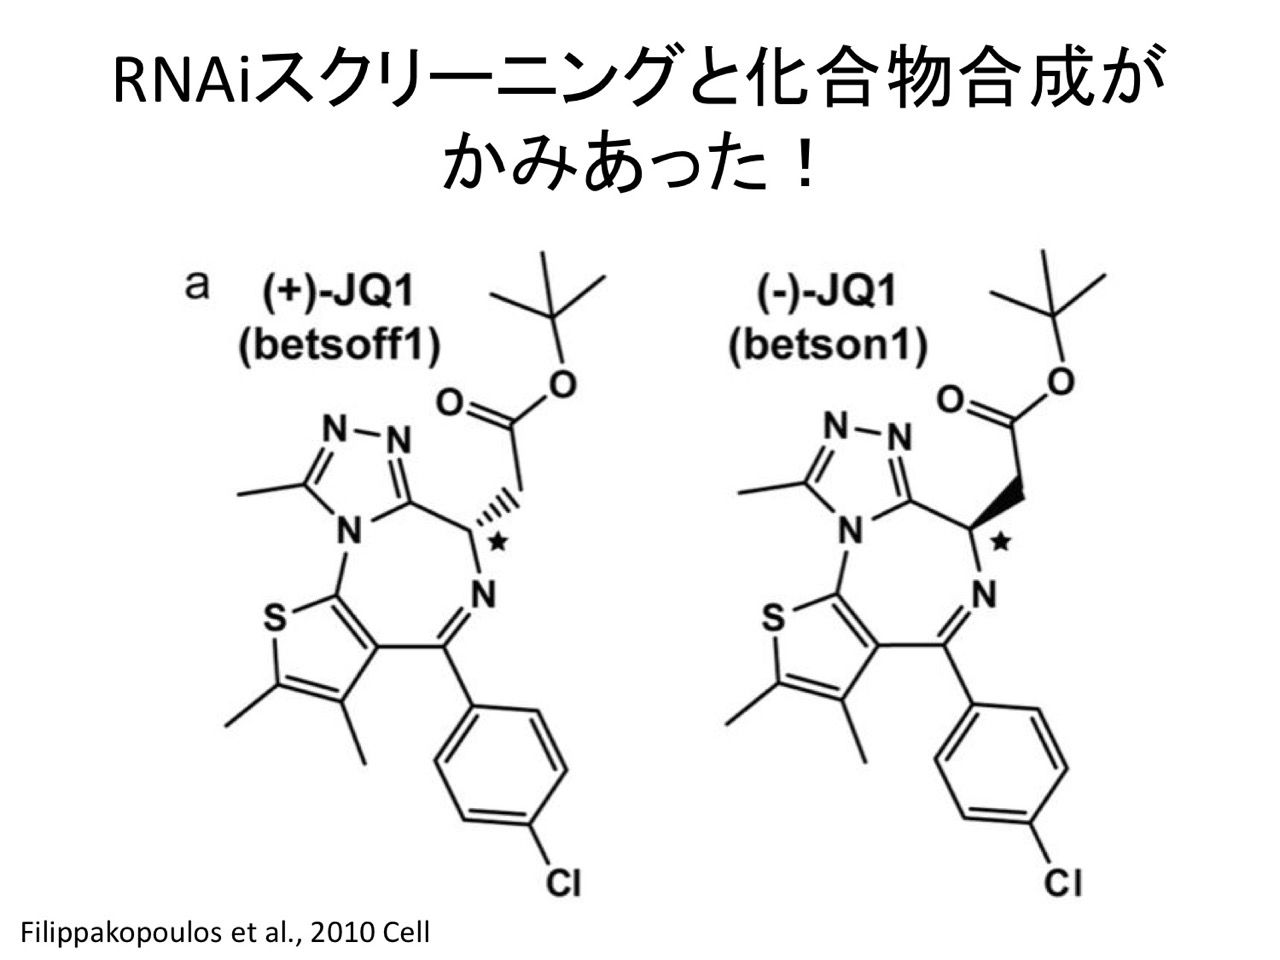 RNAiスクリーニングと化合物合成が
かみあった！
a
(+)-JQ1
(betsoff1)
O
O
N
N
N
N
S
Cl
(-)-JQ1
(betson1)
O
O
N
N
N
N
S
Cl
Filippakopoulos et al., 2010 Cell